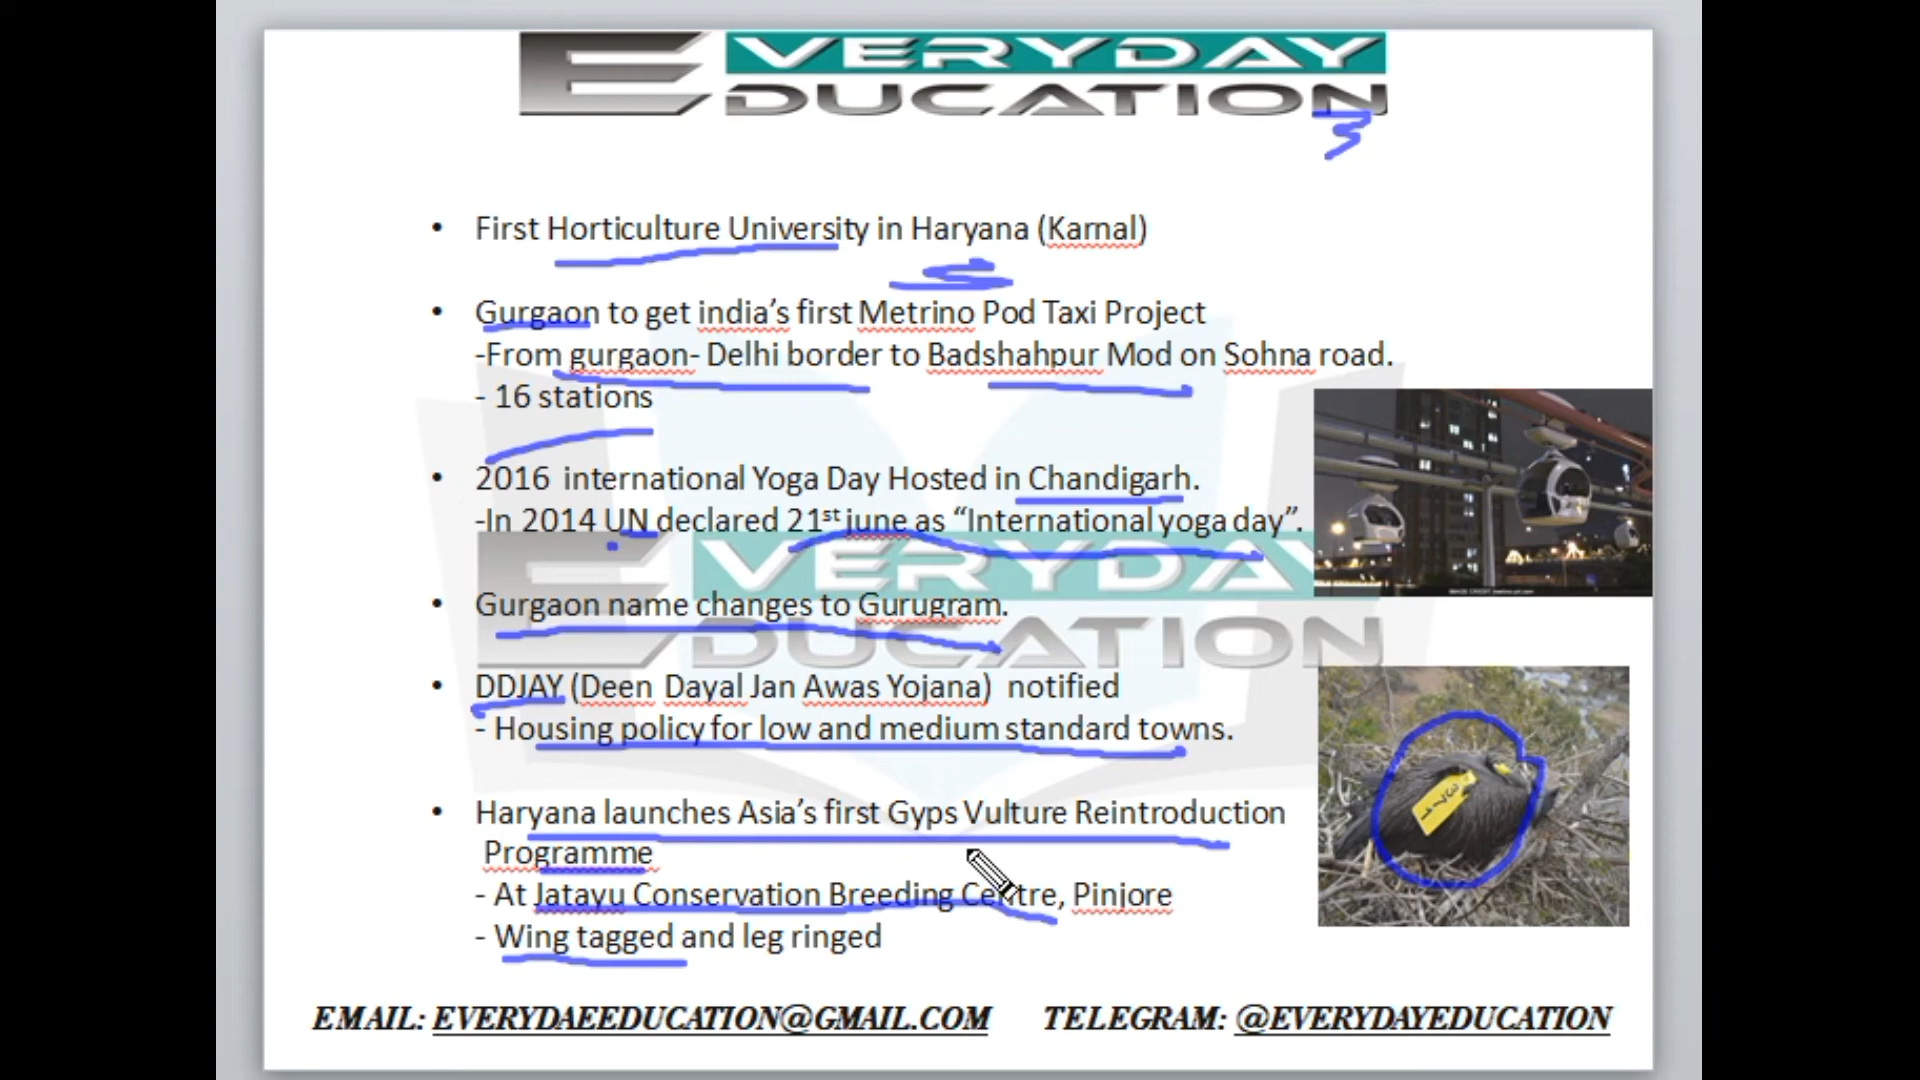 EVERYDAY
EDUCATION
• First Horticulture University in Haryana (Karnal)
• Gurgaon to get india’s first Metrino Pod Taxi Project
-From gurgaon- Delhi border to Badshahpur Mod on Sohna road.
- 16 stations
• 2016 international Yoga Day Hosted in Chandigarh.
-In 2014 UN declared 21st june as “International yoga day”.
EVERYDAY
EDUCATION
• Gurgaon name changes to Gurugram.
• DDJAY (Deen Dayal Jan Awas Yojana) notified
- Housing policy for low and medium standard towns.
• Haryana launches Asia’s first Gyps Vulture Reintroduction
Programme
- At Jatayu Conservation Breeding Centre, Pinjore
- Wing tagged and leg ringed
EMAIL: EVERYDAEEDUCATION@GMAIL.COM TELEGRAM: @EVERYDAYEDUCATION